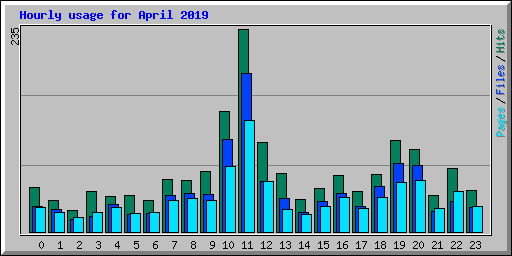 Hourly usage for April 2019
235
Pages / Files / Hits
0 1 2 3 4 5 6 7 8 9 10 11 12 13 14 15 16 17 18 19 20 21 22 23